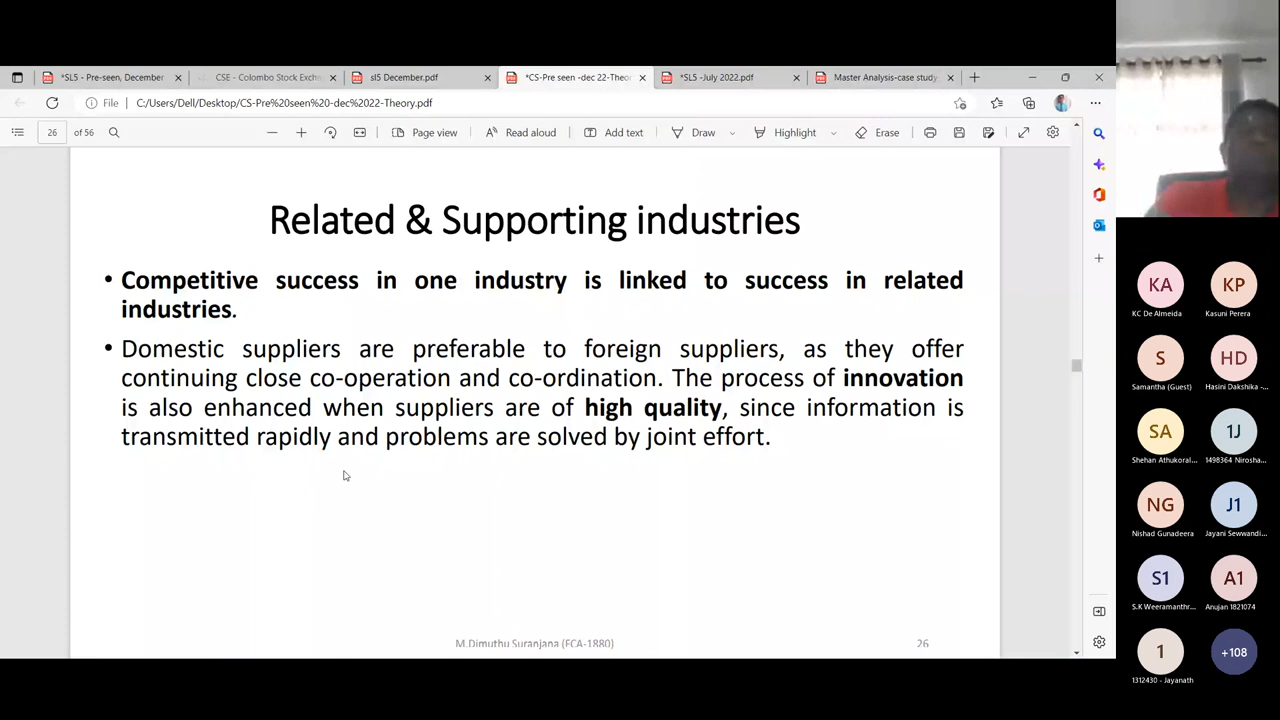 *SL5 - Pre-seen, December
CSE - Colombo Stock Excha
sl5 December.pdf
*CS-Pre seen -dec 22-Theor
*SL5 -July 2022.pdf
Master Analysis-case study
File
C:/Users/Dell/Desktop/CS-Pre%20seen%20-dec%2022-Theory.pdf
26 of 56
Page view
Read aloud
Add text
Draw
Highlight
Erase
Related & Supporting industries
• Competitive success in one industry is linked to success in related
industries.
• Domestic suppliers are preferable to foreign suppliers, as they offer
continuing close co-operation and co-ordination. The process of innovation
is also enhanced when suppliers are of high quality, since information is
transmitted rapidly and problems are solved by joint effort.
M.Dimuthu Suranjana (FCA-1880)
26
KA
KP
KC De Almeida
Kasuni Perera
S
HD
Samantha (Guest)
Hasini Dakshika -...
SA
1J
Shehan Athukoral...
1498364 Nirosha...
NG
J1
Nishad Gunadeera
Jayani Sewwandi...
S1
A1
S.K Weeramanthr...
Anujan 1821074
1
+108
1312430 - Jayanath